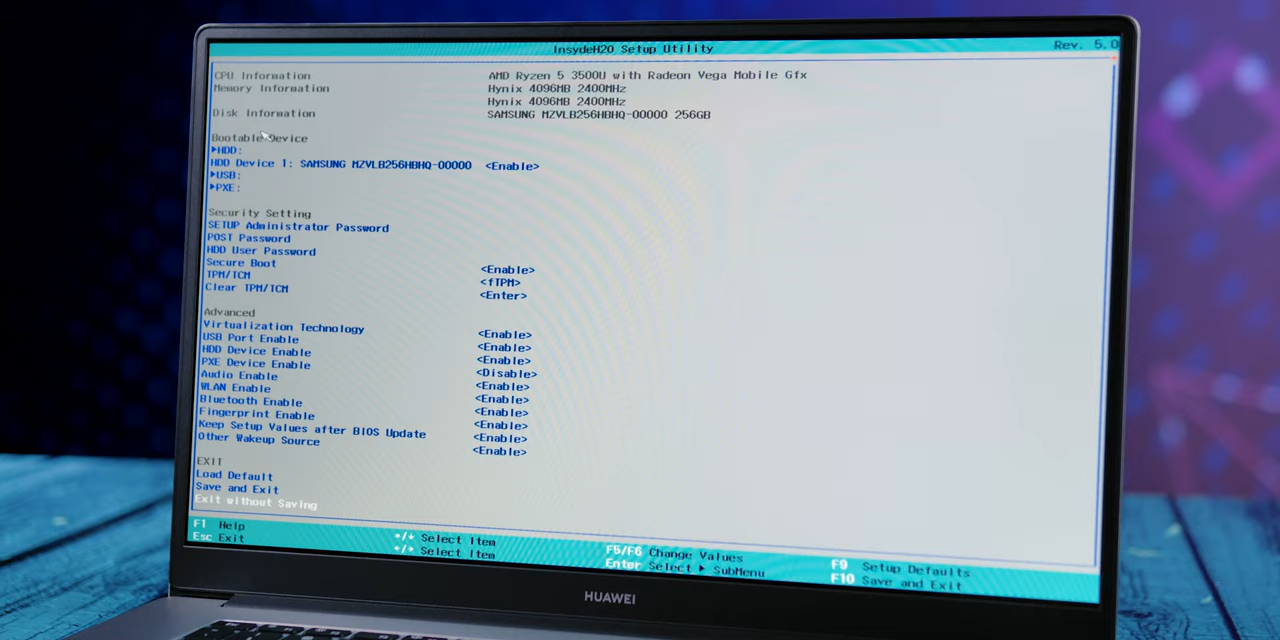 InsydeH20 Setup Utility Rev. 5.0
CPU Information AMD Ryzen 5 3500U with Radeon Vega Mobile Gfx
Memory Information Hynix 4096MB 2400MHz
Hynix 4096MB 2400MHz
Disk Information SAMSUNG MZVLB256HBHQ-00000 256GB
Bootable Device
▶HDD:
HDD Device 1: SAMSUNG MZVLB256HBHQ-00000 <Enable>
▶USB:
▶PXE:
Security Setting
SETUP Administrator Password
POST Password
HDD User Password
Secure Boot <Enable>
TPM/TCM <fTPM>
Clear TPM/TCM <Enter>
Advanced
Virtualization Technology <Enable>
USB Port Enable <Enable>
HDD Device Enable <Enable>
PXE Device Enable <Disable>
Audio Enable <Enable>
WLAN Enable <Enable>
Bluetooth Enable <Enable>
Fingerprint Enable <Enable>
Keep Setup Values after BIOS Update <Enable>
Other Wakeup Source <Enable>
EXIT
Load Default
Save and Exit
Exit without Saving
F1 Help */* Select Item F5/F6 Change Values F9 Setup Defaults
Esc Exit */* Select Item Enter Select ▶ SubMenu F10 Save and Exit
HUAWEI